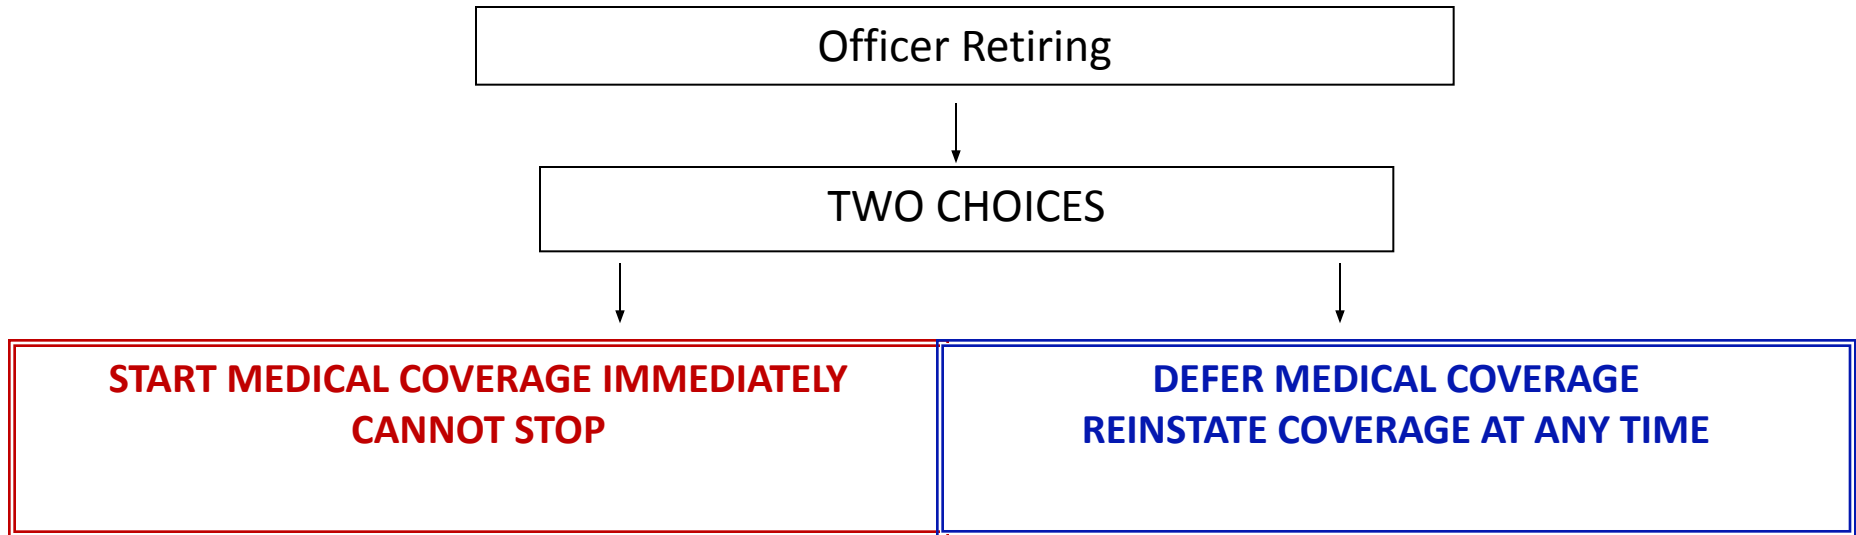 Officer Retiring
TWO CHOICES
START MEDICAL COVERAGE IMMEDIATELY
CANNOT STOP
DEFER MEDICAL COVERAGE
REINSTATE COVERAGE AT ANY TIME